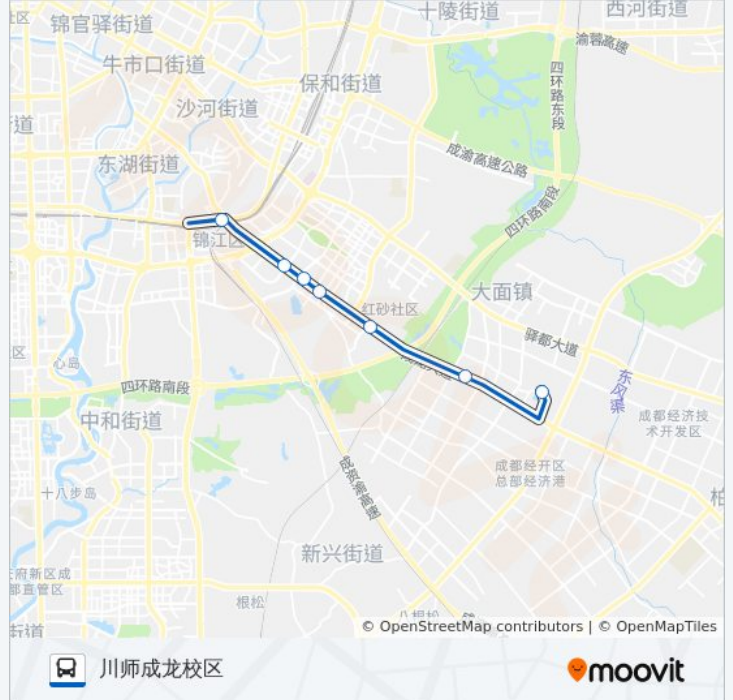 社区
锦官驿街道
十陵街道
西河街道
渝蓉高速
牛市口街道
四环路东段
保和街道
沙河街道
街道
成渝高速公路
东湖街道
四环路南段
锦江区
大面镇
红砂社区
驿都大道
区
心岛
四环路南段
东风渠
中和街道
成都经济技
术开发区
成都经开区
总部经济港
成资渝高速
十八步岛
柏
新兴街道
天府新区成
都直管区
根松
街道
© OpenStreetMap contributors | © OpenMapTiles
川师成龙校区
moovit